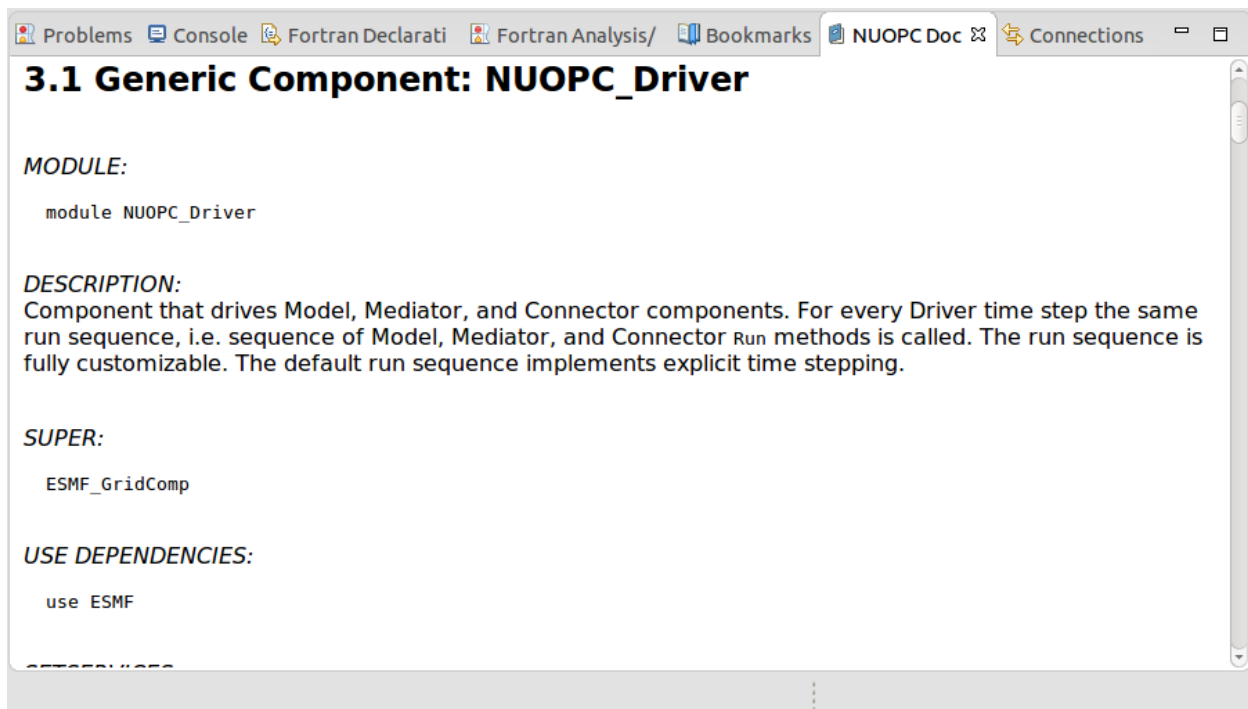 Problems Console Fortran Declarati Fortran Analysis/ Bookmarks NUOPC Doc Connections
3.1 Generic Component: NUOPC_Driver
MODULE:
module NUOPC_Driver
DESCRIPTION:
Component that drives Model, Mediator, and Connector components. For every Driver time step the same
run sequence, i.e. sequence of Model, Mediator, and Connector Run methods is called. The run sequence is
fully customizable. The default run sequence implements explicit time stepping.
SUPER:
ESMF_GridComp
USE DEPENDENCIES:
use ESMF